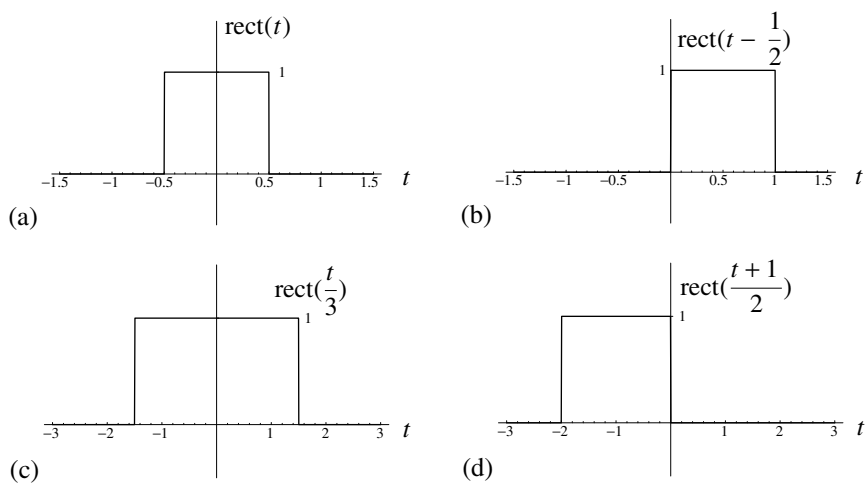 rect(t)
1
−1.5 −1 −0.5 0.5 1 1.5 t
(a)
rect(t − 1/2)
1
−1.5 −1 −0.5 0.5 1 1.5 t
(b)
rect(t/3)
1
−3 −2 −1 1 2 3 t
(c)
rect((t + 1)/2)
1
−3 −2 −1 1 2 3 t
(d)